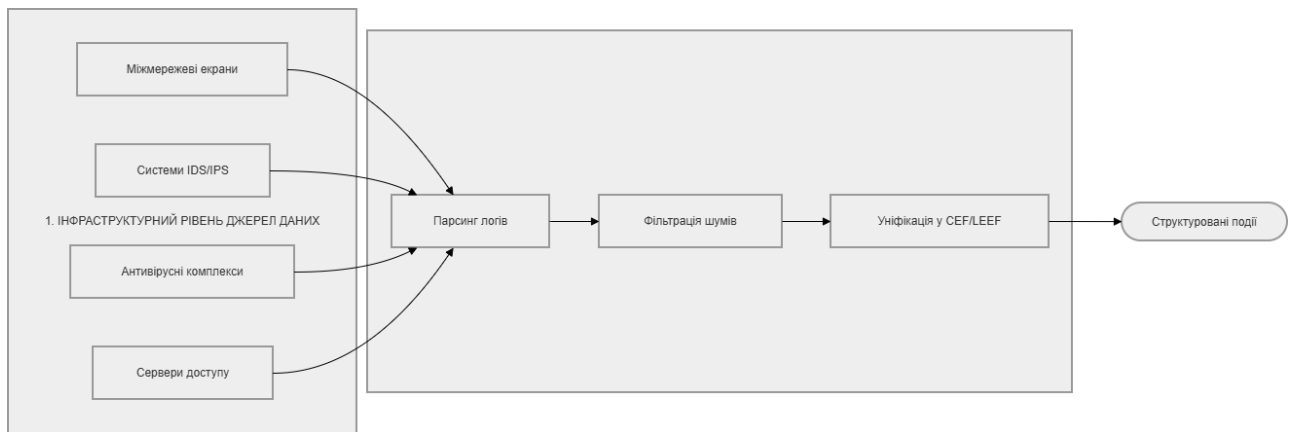 Міжмережеві екрани
Системи IDS/IPS
1. ІНФРАСТРУКТУРНИЙ РІВЕНЬ ДЖЕРЕЛ ДАНИХ
Антивірусні комплекси
Сервери доступу
Парсинг логів
Фільтрація шумів
Уніфікація у CEF/LEEF
Структуровані події